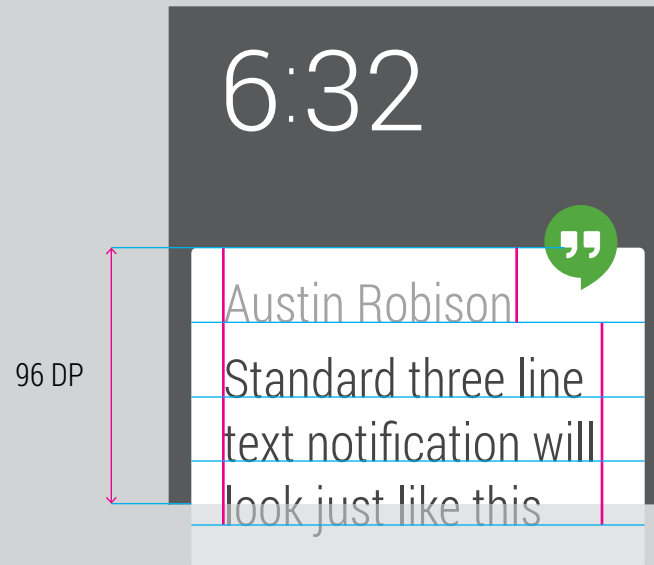 6:32
Austin Robison
96 DP
Standard three line
text notification will
look just like this